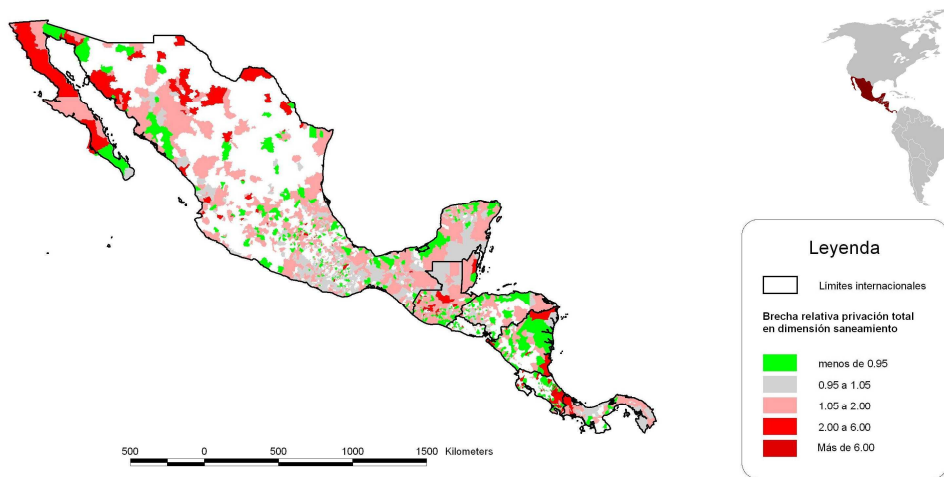 Leyenda
Limites internacionales
Brecha relativa privación total
en dimensión saneamiento
menos de 0.95
0.95 a 1.05
1.05 a 2.00
2.00 a 6.00
Más de 6.00
500 0 500 1000 1500 Kilometers